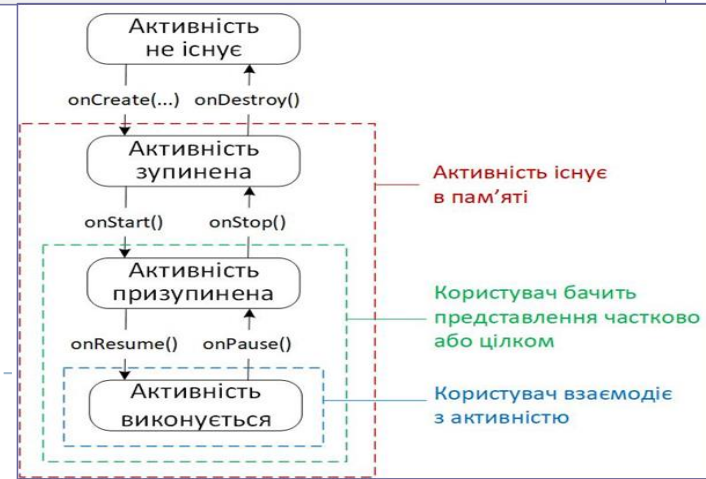 Активність
не існує
onCreate(...) onDestroy()
Активність
зупинена
Активність існує
в пам’яті
onStart() onStop()
Активність
призупинена
Користувач бачить
представлення частково
або цілком
onResume() onPause()
Активність
виконується
Користувач взаємодіє
з активністю